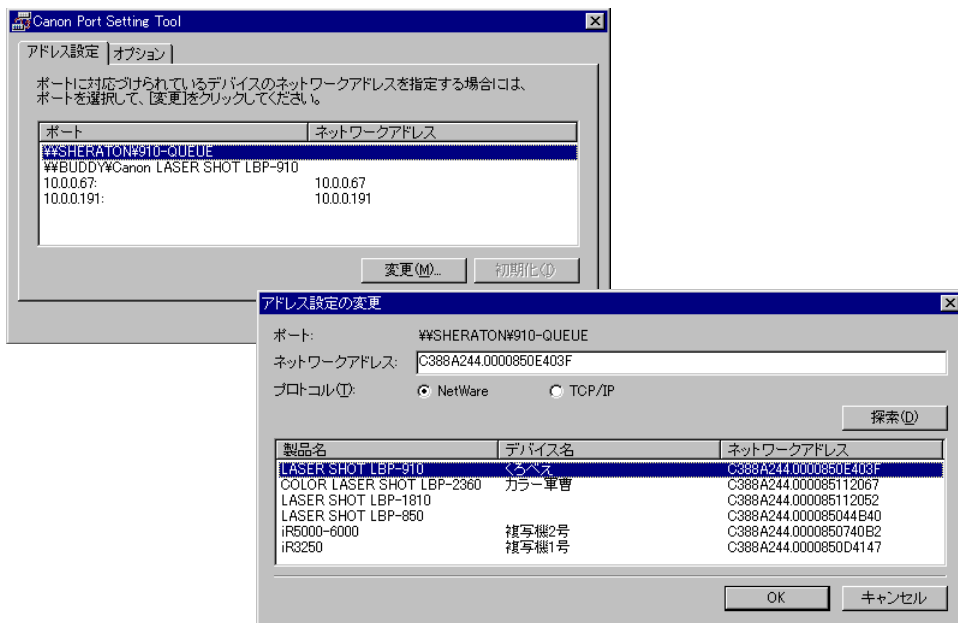 Canon Port Setting Tool
アドレス設定 オプション
ポートに対応づけられているデバイスのネットワークアドレスを指定する場合には、
ポートを選択して、[変更]をクリックしてください。
ポート ネットワークアドレス
¥¥SHERATON¥910-QUEUE
¥¥BUDDY¥Canon LASER SHOT LBP-910
10.0.0.67: 10.0.0.67
10.0.0.191: 10.0.0.191
変更(M)... 初期化(I)
アドレス設定の変更
ポート: ¥¥SHERATON¥910-QUEUE
ネットワークアドレス: C388A244.0000850E403F
プロトコル(T): NetWare TCP/IP
探索(D)
製品名 デバイス名 ネットワークアドレス
LASER SHOT LBP-910 くろべえ C388A244.0000850E403F
COLOR LASER SHOT LBP-2360 カラー軍曹 C388A244.000085112067
LASER SHOT LBP-1810 C388A244.000085112052
LASER SHOT LBP-850 C388A244.000085044B40
iR5000-6000 複写機2号 C388A244.0000850740B2
iR3250 複写機1号 C388A244.0000850D4147
OK キャンセル